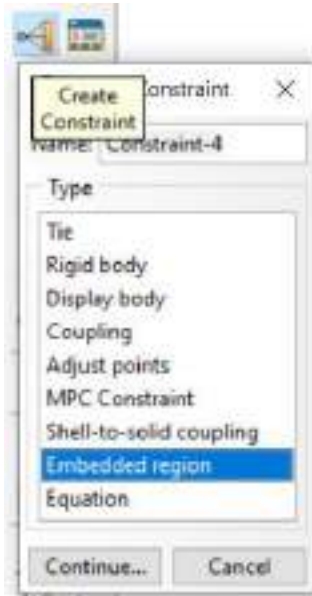 Create
Constraint
onstraint
Name: Constraint-4
Type
Tie
Rigid body
Display body
Coupling
Adjust points
MPC Constraint
Shell-to-solid coupling
Embedded region
Equation
Continue...
Cancel